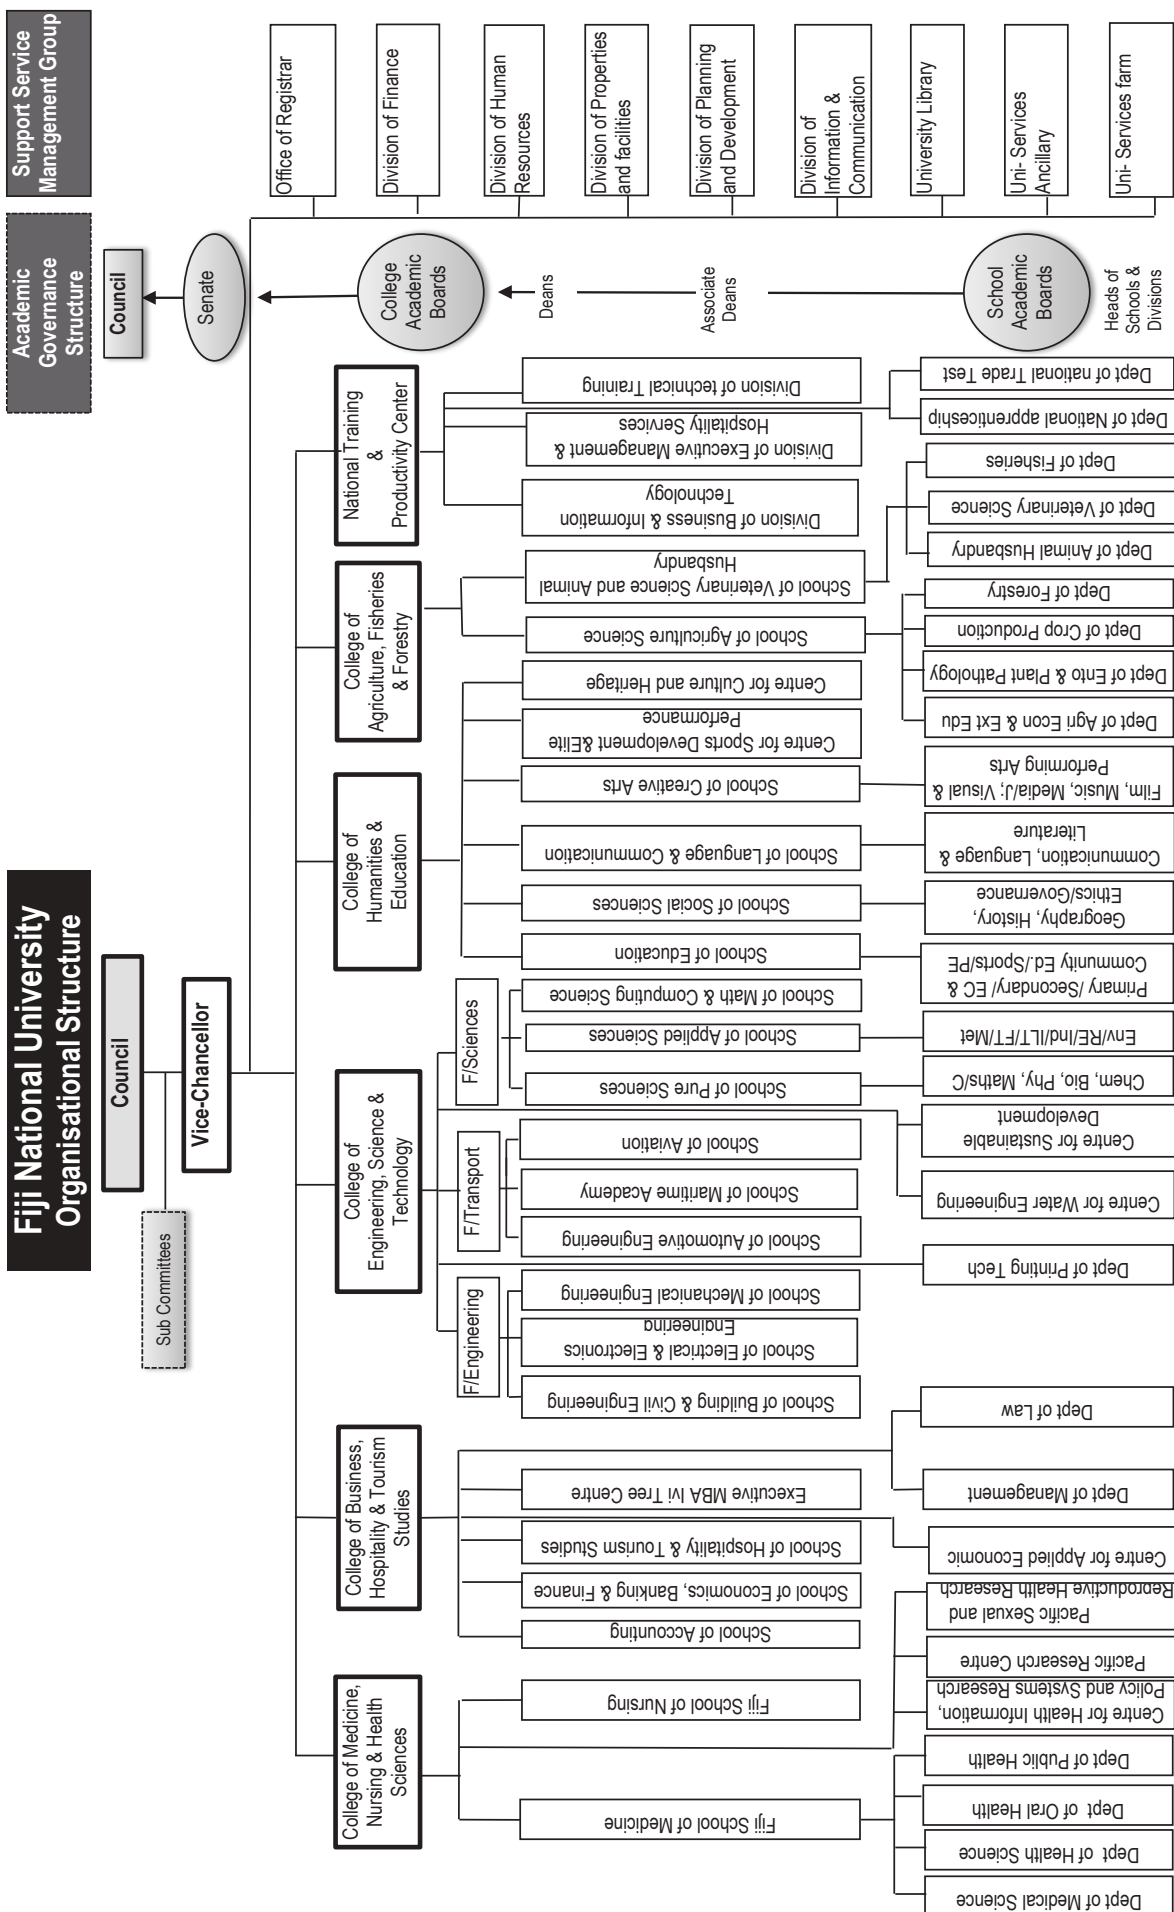 Fiji National University
Organisational Structure
Academic
Governance
Structure
Support Service
Management Group
Council
Sub Committees
Vice-Chancellor
Council
Senate
College
Academic
Boards
Deans
Associate
Deans
School
Academic
Boards
Heads of
Schools &
Divisions
Office of Registrar
Division of Finance
Division of Human
Resources
Division of Properties
and facilities
Division of Planning
and Development
Division of
Information &
Communication
University Library
Uni- Services
Ancillary
Uni- Services farm
College of Medicine,
Nursing & Health
Sciences
College of Business,
Hospitality & Tourism
Studies
College of
Engineering, Science &
Technology
College of
Humanities &
Education
College of
Agriculture, Fisheries
& Forestry
National Training
&
Productivity Center
F/Engineering
F/Transport
F/Sciences
Fiji School of Medicine
Fiji School of Nursing
School of Accounting
School of Economics, Banking & Finance
School of Hospitality & Tourism Studies
Executive MBA Ivi Tree Centre
School of Building & Civil Engineering
School of Electrical & Electronics
Engineering
School of Mechanical Engineering
School of Automotive Engineering
School of Maritime Academy
School of Aviation
School of Pure Sciences
School of Applied Sciences
School of Math & Computing Science
School of Education
School of Social Sciences
School of Language & Communication
School of Creative Arts
Centre for Sports Development &Elite
Performance
Centre for Culture and Heritage
School of Agriculture Science
School of Veterinary Science and Animal
Husbandry
Division of Business & Information
Technology
Division of Executive Management &
Hospitality Services
Division of technical Training
Dept of Medical Science
Dept of Health Science
Dept of Oral Health
Dept of Public Health
Centre for Health Information,
Policy and Systems Research
Pacific Research Centre
Pacific Sexual and
Reproductive Health Research
Centre for Applied Economic
Dept of Management
Dept of Law
Dept of Printing Tech
Centre for Water Engineering
Centre for Sustainable
Development
Chem, Bio, Phy, Maths/C
Env/RE/Ind/ILT/FT/Met
Primary /Secondary/ EC &
Community Ed./Sports/PE
Geography, History,
Ethics/Governance
Communication, Language &
Literature
Film, Music, Media/J; Visual &
Performing Arts
Dept of Agri Econ & Ext Edu
Dept of Ento & Plant Pathology
Dept of Crop Production
Dept of Forestry
Dept of Animal Husbandry
Dept of Veterinary Science
Dept of Fisheries
Dept of National apprenticeship
Dept of national Trade Test